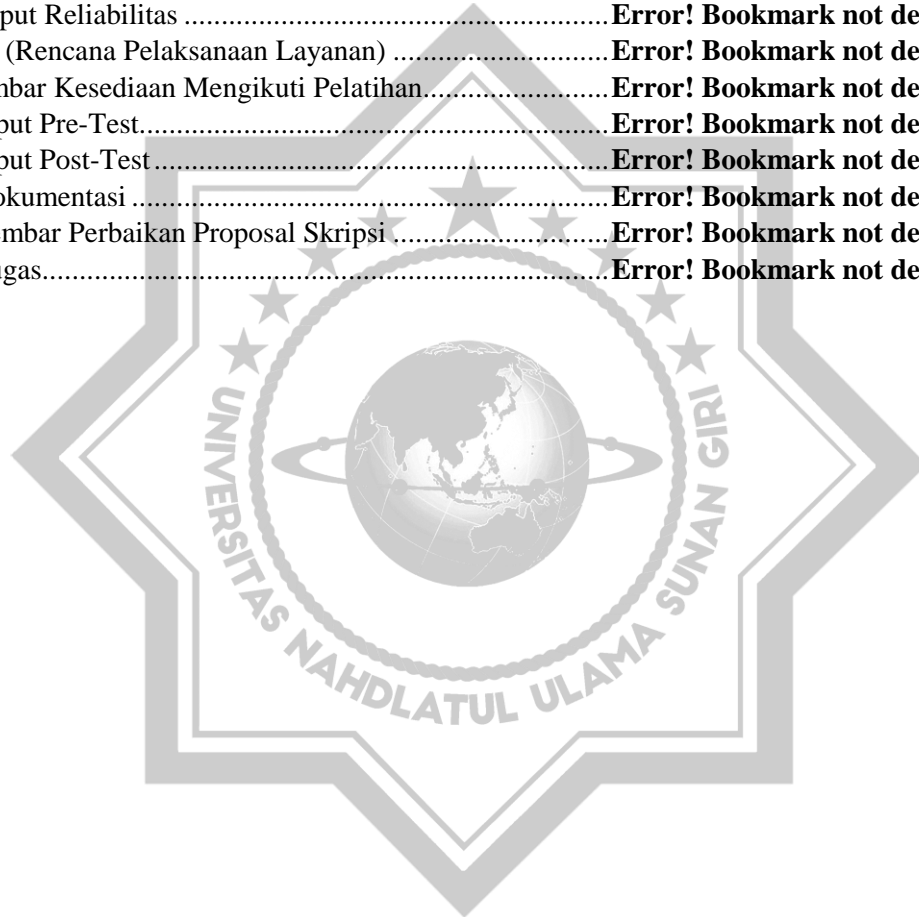 put Reliabilitas ........................................................ Error! Bookmark not de
(Rencana Pelaksanaan Layanan) ............................ Error! Bookmark not de
mbar Kesediaan Mengikuti Pelatihan........................ Error! Bookmark not de
put Pre-Test.............................................................. Error! Bookmark not de
put Post-Test ............................................................ Error! Bookmark not de
okumentasi ............................................................... Error! Bookmark not de
embar Perbaikan Proposal Skripsi ............................ Error! Bookmark not de
ugas........................................................................... Error! Bookmark not de
UNIVERSITAS NAHDLATUL ULAMA SUNAN GIRI